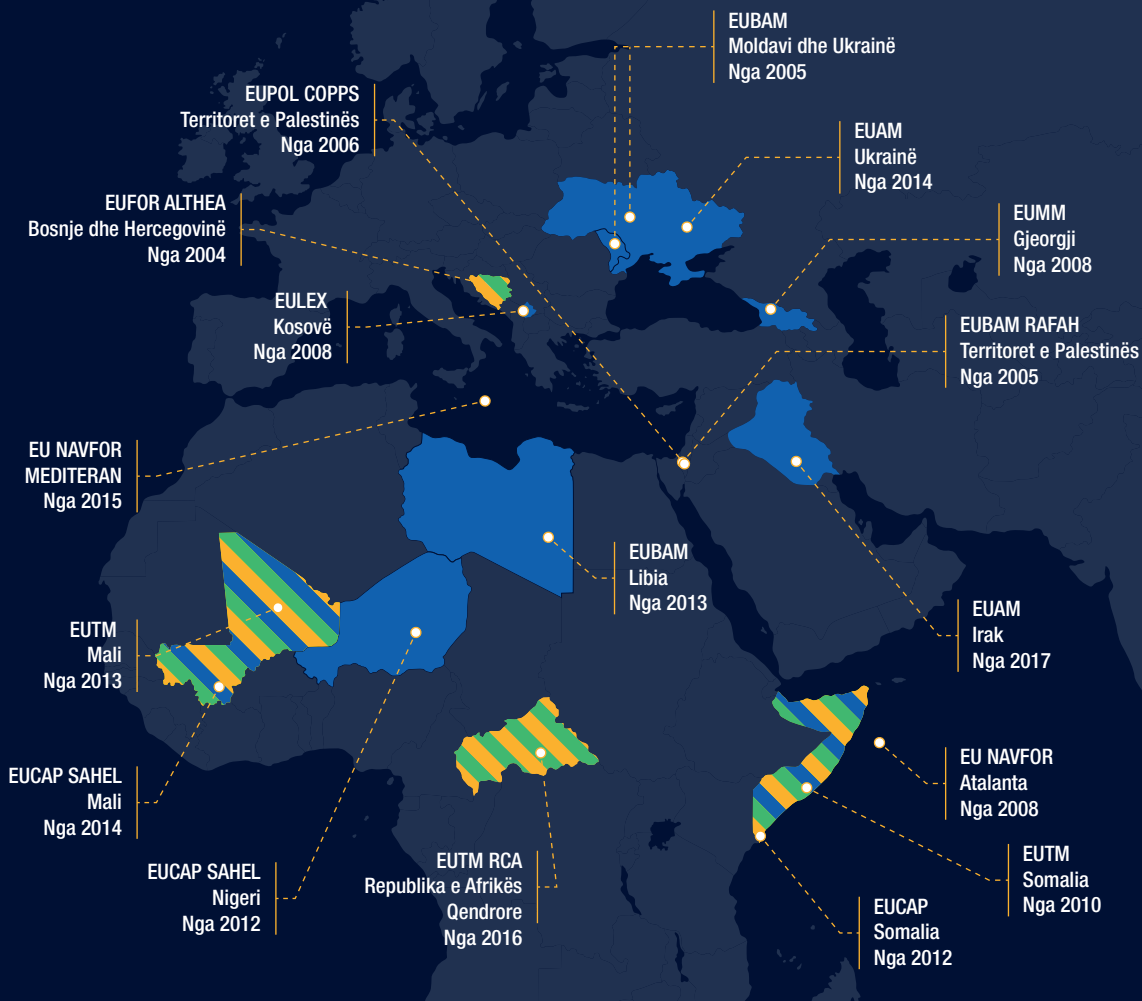 EUBAM
Moldavi dhe Ukrainë
Nga 2005
EUPOL COPPS
Territoret e Palestinës
Nga 2006
EUAM
Ukrainë
Nga 2014
EUFOR ALTHEA
Bosnje dhe Hercegovinë
Nga 2004
EUMM
Gjeorgji
Nga 2008
EULEX
Kosovë
Nga 2008
EUBAM RAFAH
Territoret e Palestinës
Nga 2005
EU NAVFOR
MEDITERAN
Nga 2015
EUBAM
Libia
Nga 2013
EUAM
Irak
Nga 2017
EUTM
Mali
Nga 2013
EU NAVFOR
Atalanta
Nga 2008
EUCAP SAHEL
Mali
Nga 2014
EUCAP SAHEL
Nigeri
Nga 2012
EUTM RCA
Republika e Afrikës
Qendrore
Nga 2016
EUTM
Somalia
Nga 2010
EUCAP
Somalia
Nga 2012